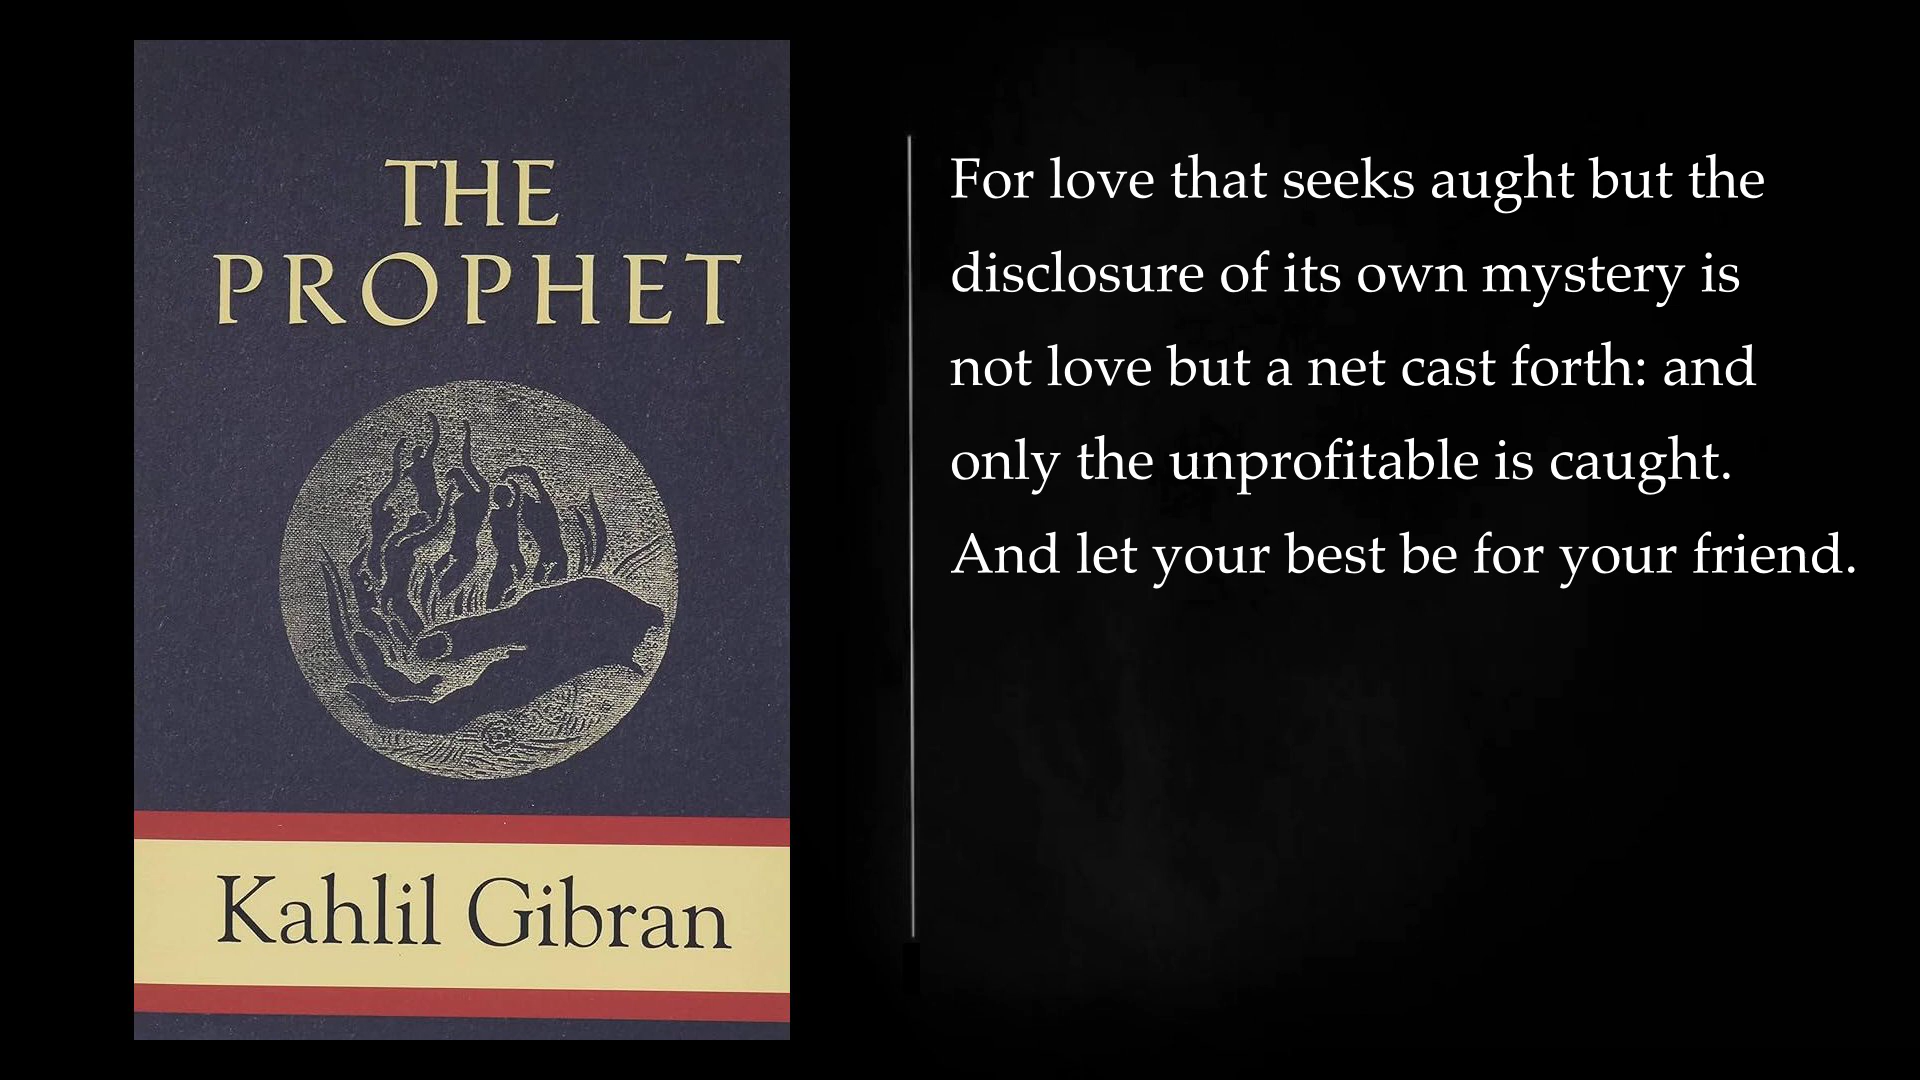 THE
PROPHET
Kahlil Gibran
For love that seeks aught but the
disclosure of its own mystery is
not love but a net cast forth: and
only the unprofitable is caught.
And let your best be for your friend.